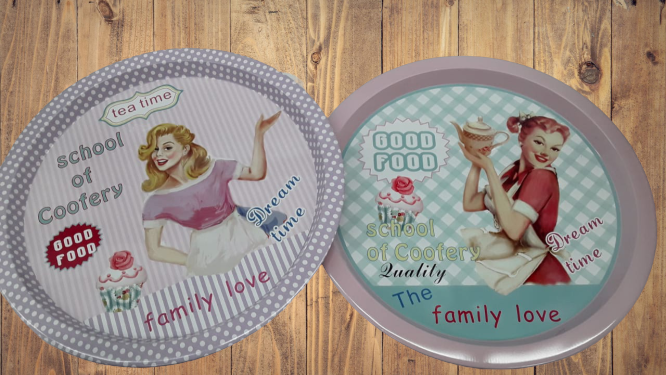 tea time
school
of
Coofery
GOOD
FOOD
Dream
time
family love
GOOD
FOOD
school
of Coofery
Quality
The
family love
Dream
time